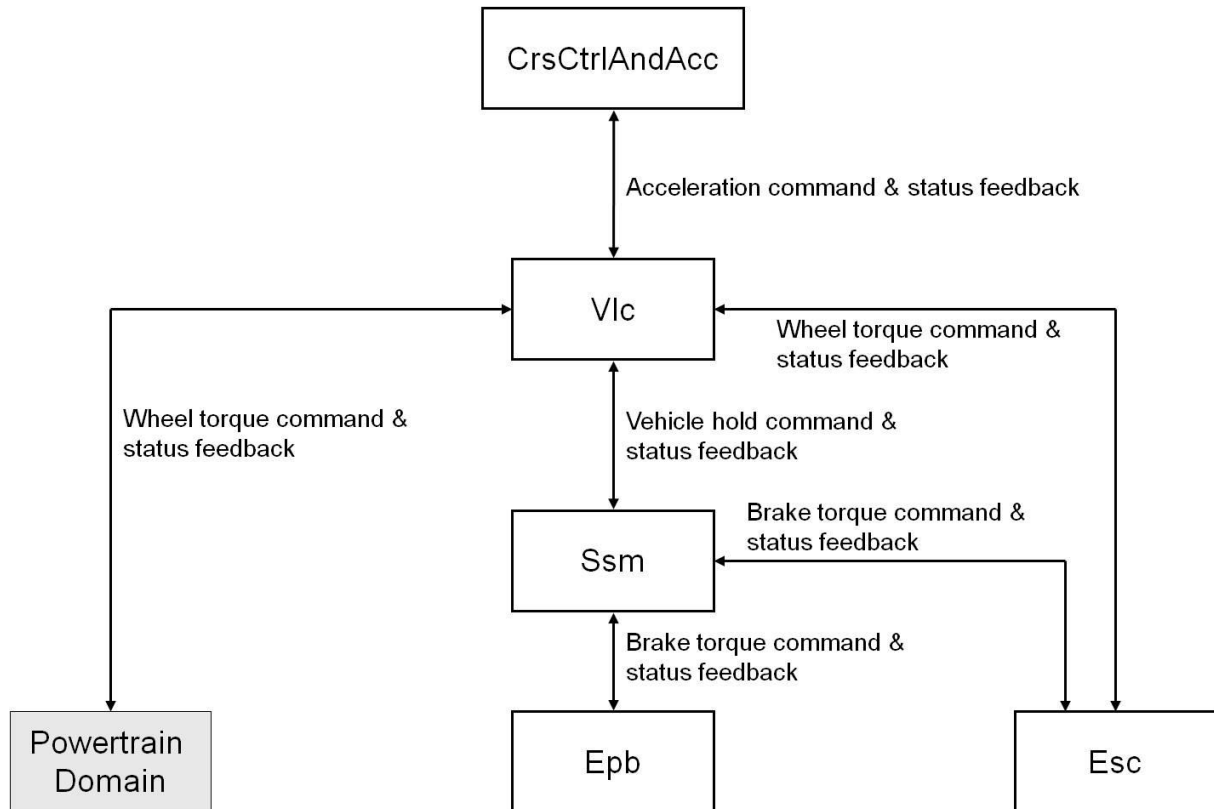 CrsCtrlAndAcc
Acceleration command & status feedback
Vlc
Wheel torque command &
status feedback
Wheel torque command &
status feedback
Vehicle hold command &
status feedback
Brake torque command &
status feedback
Ssm
Brake torque command &
status feedback
Powertrain
Domain
Epb
Esc